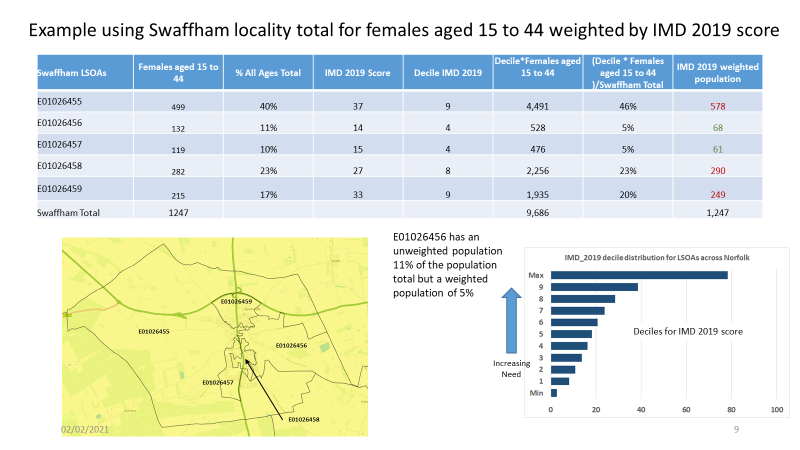 Example using Swaffham locality total for females aged 15 to 44 weighted by IMD 2019 score
Swaffham LSOAs
Females aged 15 to
44
% All Ages Total
IMD 2019 Score
Decile IMD 2019
Decile*Females aged
15 to 44
(Decile * Females
aged 15 to 44
)/Swaffham Total
IMD 2019 weighted
population
E01026455 499 40% 37 9 4,491 46% 578
E01026456 132 11% 14 4 528 5% 68
E01026457 119 10% 15 4 476 5% 61
E01026458 282 23% 27 8 2,256 23% 290
E01026459 215 17% 33 9 1,935 20% 249
Swaffham Total 1247 9,686 1,247
E01026459
E01026455
E01026456
E01026457
E01026458
02/02/2021
E01026456 has an
unweighted population
11% of the population
total but a weighted
population of 5%
Increasing
Need
IMD_2019 decile distribution for LSOAs across Norfolk
Max
9
8
7
6
5
4
3
2
1
Min
Deciles for IMD 2019 score
0 20 40 60 80 100
9